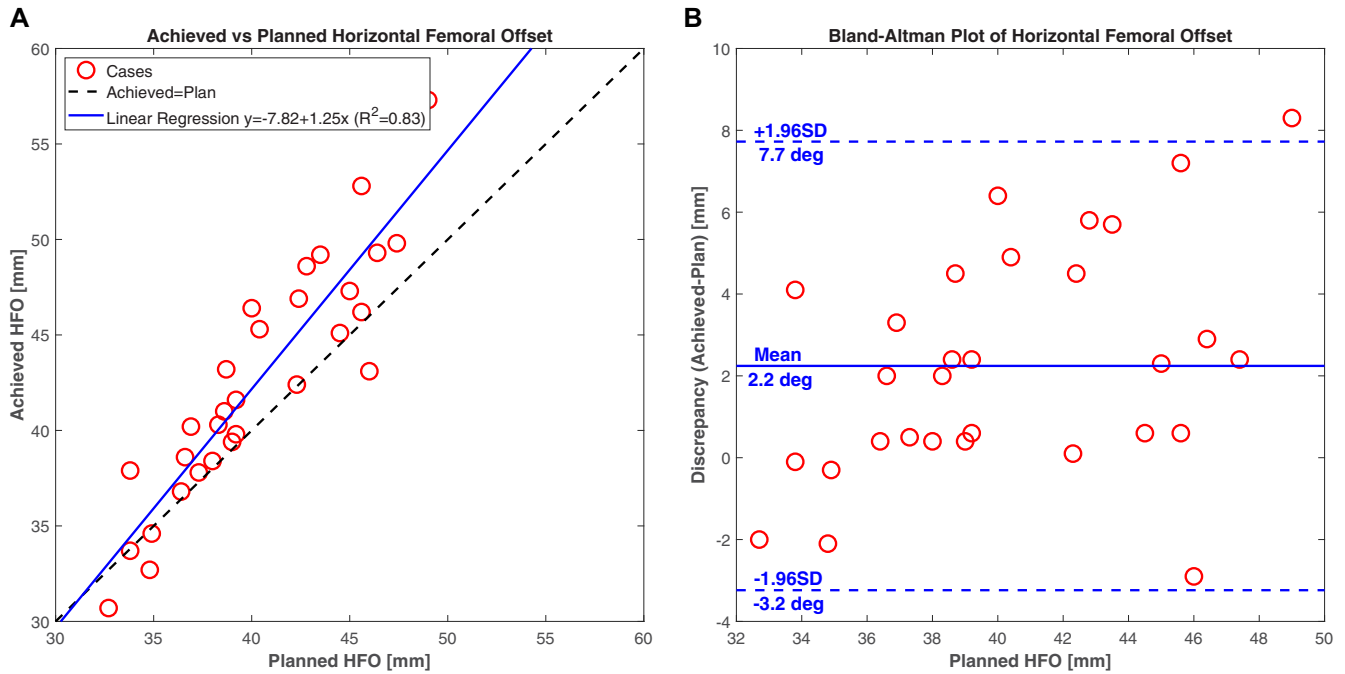 A
Achieved vs Planned Horizontal Femoral Offset
60
55
50
45
40
35
30
Achieved HFO [mm]
Cases
Achieved=Plan
Linear Regression y=-7.82+1.25x (R²=0.83)
30 35 40 45 50 55 60
Planned HFO [mm]
B
Bland-Altman Plot of Horizontal Femoral Offset
10
8
6
4
2
0
-2
-4
Discrepancy (Achieved-Plan) [mm]
+1.96SD
7.7 deg
Mean
2.2 deg
-1.96SD
-3.2 deg
32 34 36 38 40 42 44 46 48 50
Planned HFO [mm]